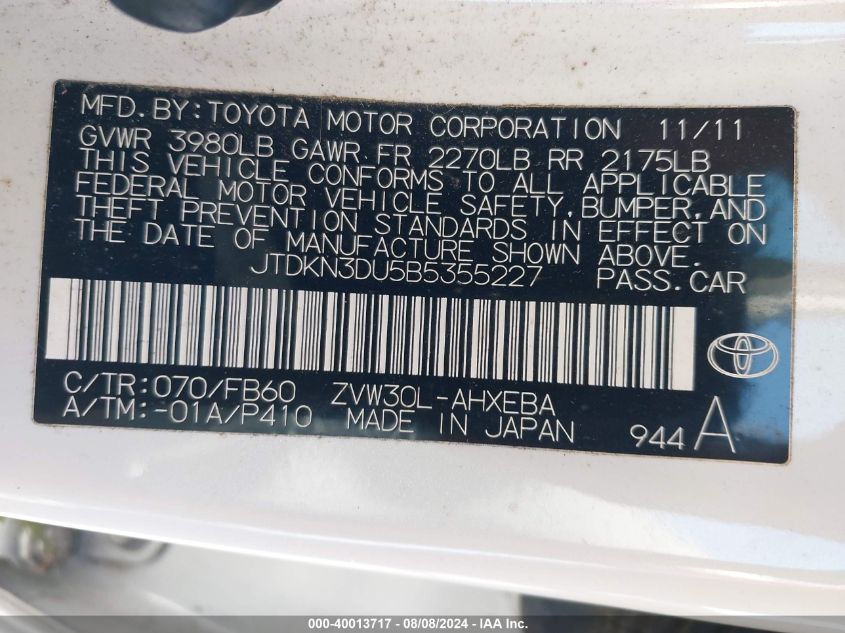 MFD. BY: TOYOTA MOTOR CORPORATION 11/11
GVWR 3980LB GAWR FR 2270LB RR 2175LB
THIS VEHICLE CONFORMS TO ALL APPLICABLE
FEDERAL MOTOR VEHICLE SAFETY, BUMPER, AND
THEFT PREVENTION STANDARDS IN EFFECT ON
THE DATE OF MANUFACTURE SHOWN ABOVE.
JTDKN3DU5B5355227 PASS.CAR
C/TR: 070/FB60 ZVW30L-AHXEBA
A/TM: -01A/P410 MADE IN JAPAN 944 A
000-40013717 - 08/08/2024 - IAAI.COM